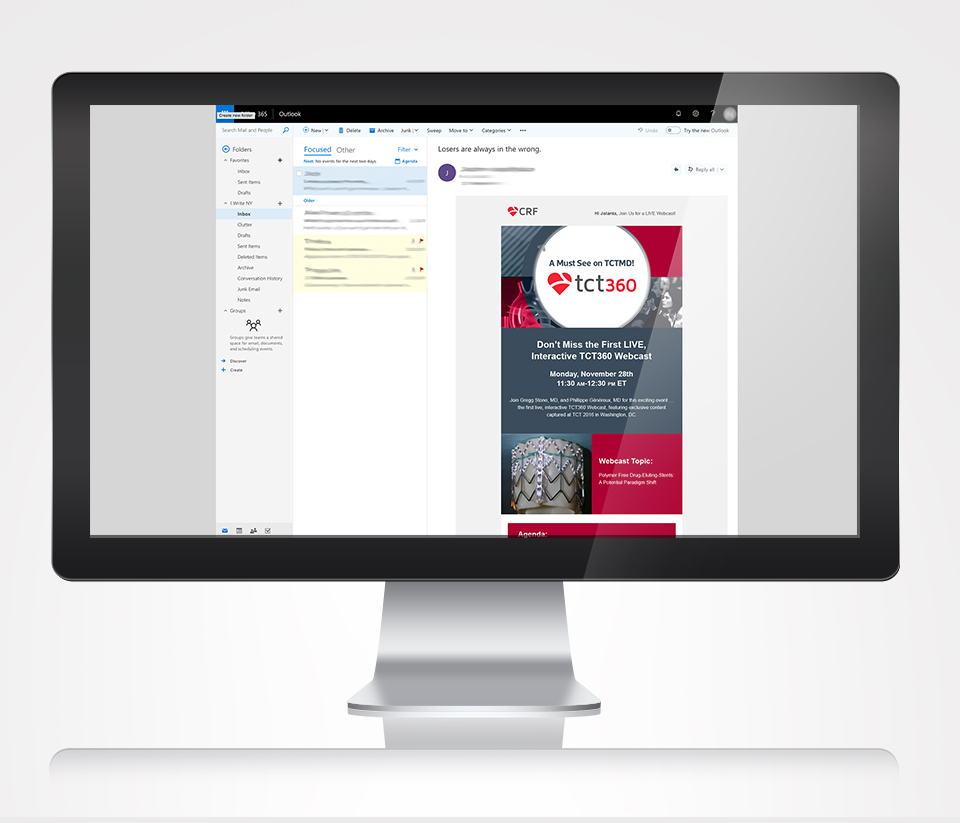 Create new folder
365
Outlook
?
Search Mail and People
New
Delete
Archive
Junk
Sweep
Move to
Categories
Undo
Try the new Outlook
Folders
Favorites
Inbox
Sent Items
Drafts
I Write NY
Inbox
Clutter
Drafts
Sent Items
Deleted Items
Archive
Conversation History
Junk Email
Notes
Groups
Groups give teams a shared
space for email, documents,
and scheduling events.
Discover
Create
Focused
Other
Filter
Next: No events for the next two days
Agenda
Older
Losers are always in the wrong.
J
Reply all
CRF
Hi Jolanta, Join Us for a LIVE Webcast!
A Must See on TCTMD!
tct360
Don't Miss the First LIVE,
Interactive TCT360 Webcast
Monday, November 28th
11:30 AM-12:30 PM ET
Join Gregg Stone, MD, and Philippe Généreux, MD for this exciting event ...
the first live, interactive TCT360 Webcast, featuring exclusive content
captured at TCT 2016 in Washington, DC.
Webcast Topic:
Polymer Free Drug-Eluting-Stents:
A Potential Paradigm Shift
Agenda: